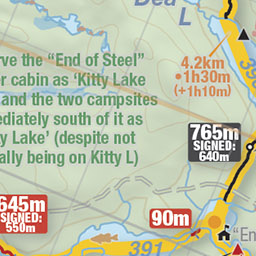 L
4.2km
•1h30m
(+1h10m)
rve the “End of Steel”
r cabin as ‘Kitty Lake
and the two campsites
ediately south of it as
y Lake’ (despite not
ally being on Kitty L)
765m
SIGNED:
640m
645m
SIGNED:
550m
90m
391
“En